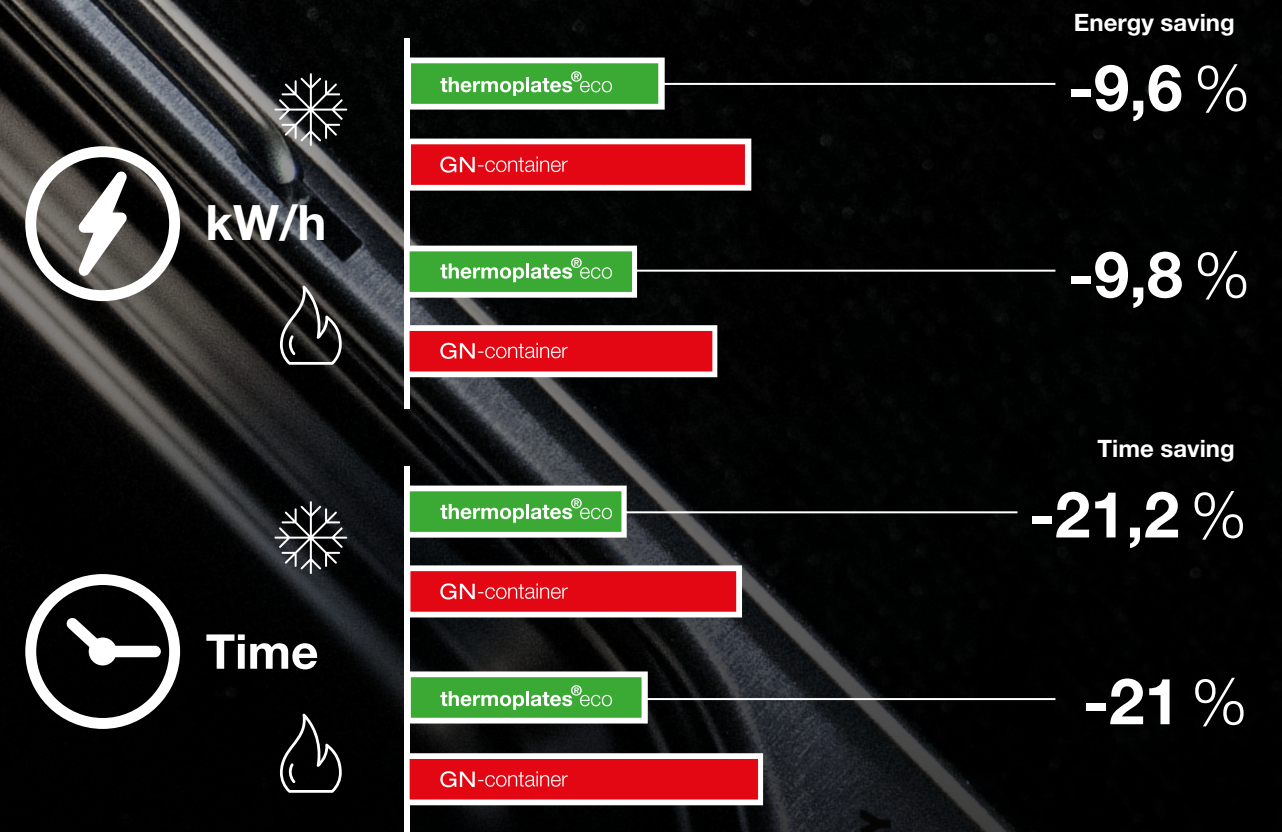 Energy saving
thermoplates®eco
-9,6 %
GN-container
kW/h
thermoplates®eco
-9,8 %
GN-container
Time saving
thermoplates®eco
-21,2 %
GN-container
Time
thermoplates®eco
-21 %
GN-container
Y